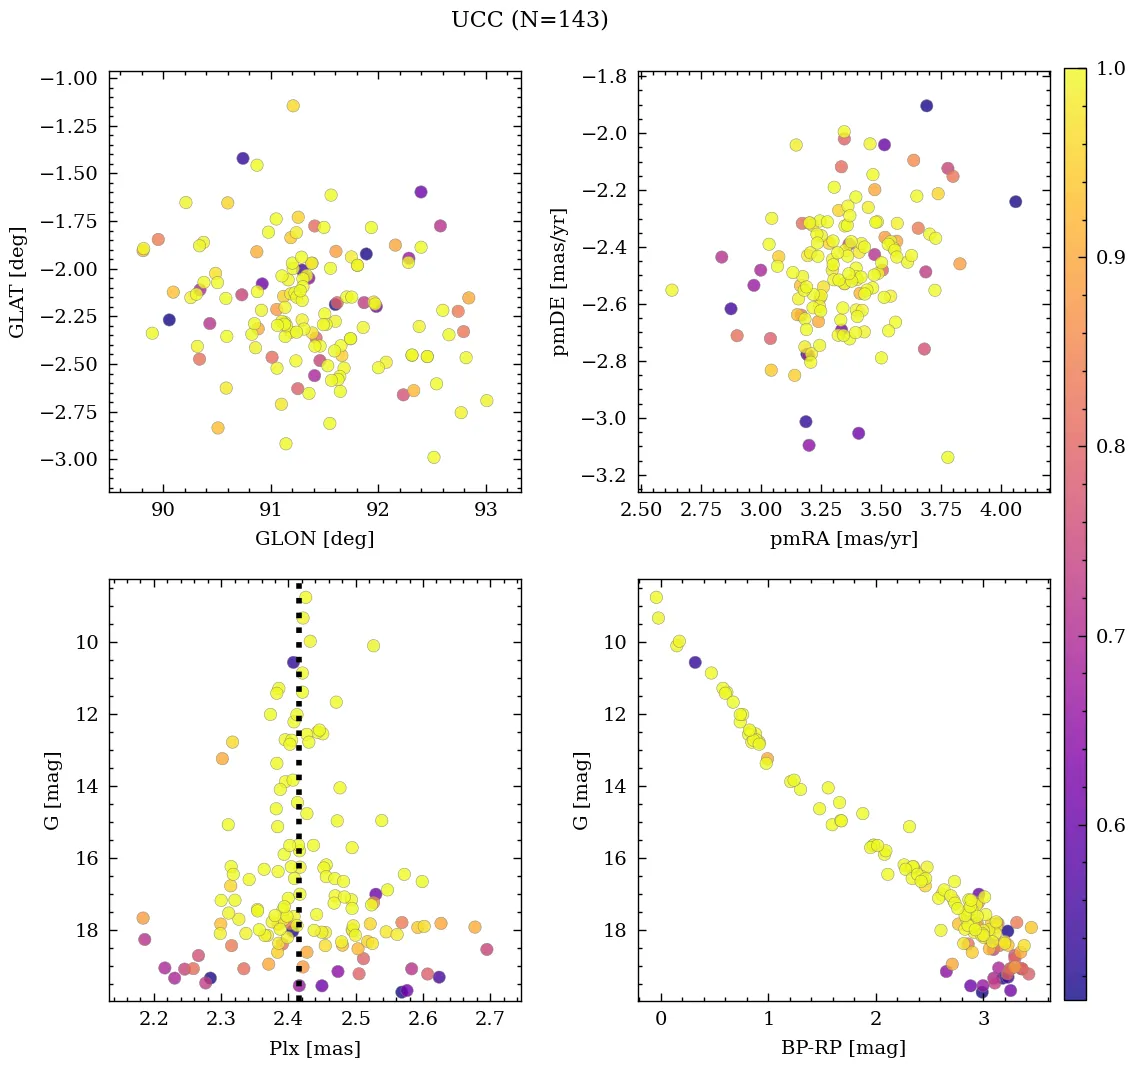 UCC (N=143)
−1.00
−1.25
−1.50
−1.75
−2.00
−2.25
−2.50
−2.75
−3.00
GLAT [deg]
90 91 92 93
GLON [deg]
−1.8
−2.0
−2.2
−2.4
−2.6
−2.8
−3.0
−3.2
pmDE [mas/yr]
2.50 2.75 3.00 3.25 3.50 3.75 4.00
pmRA [mas/yr]
1.0
0.9
0.8
0.7
0.6
10
12
14
16
18
G [mag]
2.2 2.3 2.4 2.5 2.6 2.7
Plx [mas]
10
12
14
16
18
G [mag]
0 1 2 3
BP-RP [mag]